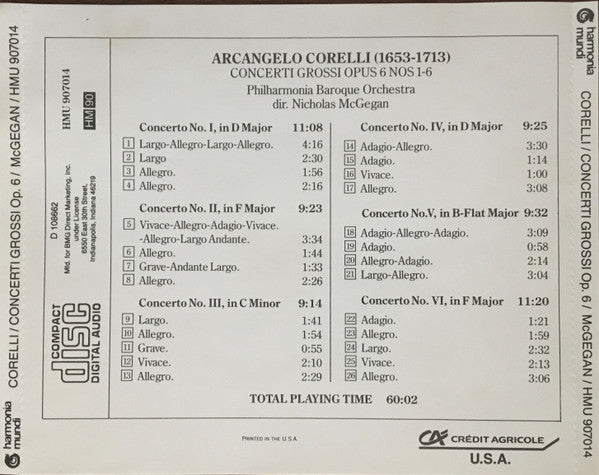 ARCANGELO CORELLI (1653-1713)
CONCERTI GROSSI OPUS 6 NOS 1-6
Philharmonia Baroque Orchestra
dir. Nicholas McGegan
Concerto No. I, in D Major 11:08
1 Largo-Allegro-Largo-Allegro. 4:16
2 Largo 2:30
3 Allegro. 1:56
4 Allegro. 2:16
Concerto No. II, in F Major 9:23
5 Vivace-Allegro-Adagio-Vivace.
-Allegro-Largo Andante. 3:34
6 Allegro. 1:44
7 Grave-Andante Largo. 1:33
8 Allegro. 2:26
Concerto No. III, in C Minor 9:14
9 Largo. 1:41
10 Allegro. 1:54
11 Grave. 0:55
12 Vivace. 2:10
13 Allegro. 2:29
Concerto No. IV, in D Major 9:25
14 Adagio-Allegro. 3:30
15 Adagio. 1:14
16 Vivace. 1:00
17 Allegro. 3:08
Concerto No.V, in B-Flat Major 9:32
18 Adagio-Allegro-Adagio. 3:09
19 Adagio. 0:58
20 Allegro-Adagio. 2:14
21 Largo-Allegro. 3:04
Concerto No. VI, in F Major 11:20
22 Adagio. 1:21
23 Allegro. 1:59
24 Largo. 2:32
25 Vivace. 2:13
26 Allegro. 3:06
TOTAL PLAYING TIME 60:02
PRINTED IN THE U.S.A
CA CRÉDIT AGRICOLE
U.S.A.
HMU 907014
HM 90
D 108662
Mfd. for BMG Direct Marketing, Inc.
under License
6550 East 30th Street,
Indianapolis, Indiana 46219
COMPACT
disc
DIGITAL AUDIO
harmonia
mundi
CORELLI / CONCERTI GROSSI Op. 6 / McGEGAN / HMU 907014
harmonia
mundi
CORELLI / CONCERTI GROSSI Op. 6 / McGEGAN / HMU 907014